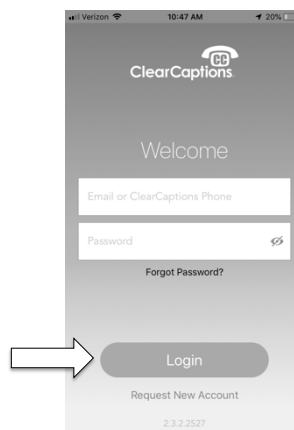 Verizon 10:47 AM 20%
CC
ClearCaptions
Welcome
Email or ClearCaptions Phone
Password
Forgot Password?
Login
Request New Account
2.3.2.2527